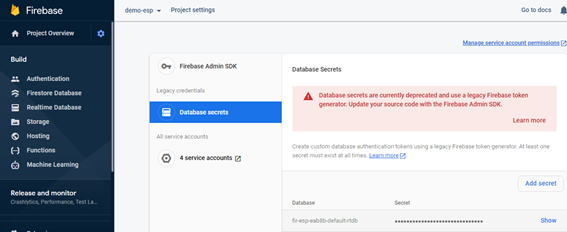 Firebase
demo-esp
Project settings
Go to docs
Project Overview
Manage service account permissions
Build
Authentication
Firestore Database
Realtime Database
Storage
Hosting
Functions
Machine Learning
Release and monitor
Crashlytics, Performance, Test La...
Firebase Admin SDK
Legacy credentials
Database secrets
All service accounts
4 service accounts
Database Secrets
Database secrets are currently deprecated and use a legacy Firebase token
generator. Update your source code with the Firebase Admin SDK.
Learn more
Create custom database authentication tokens using a legacy Firebase token generator. At least one
secret must exist at all times. Learn more
Add secret
Database
Secret
••••••••••••••••••••••••••••••
Show